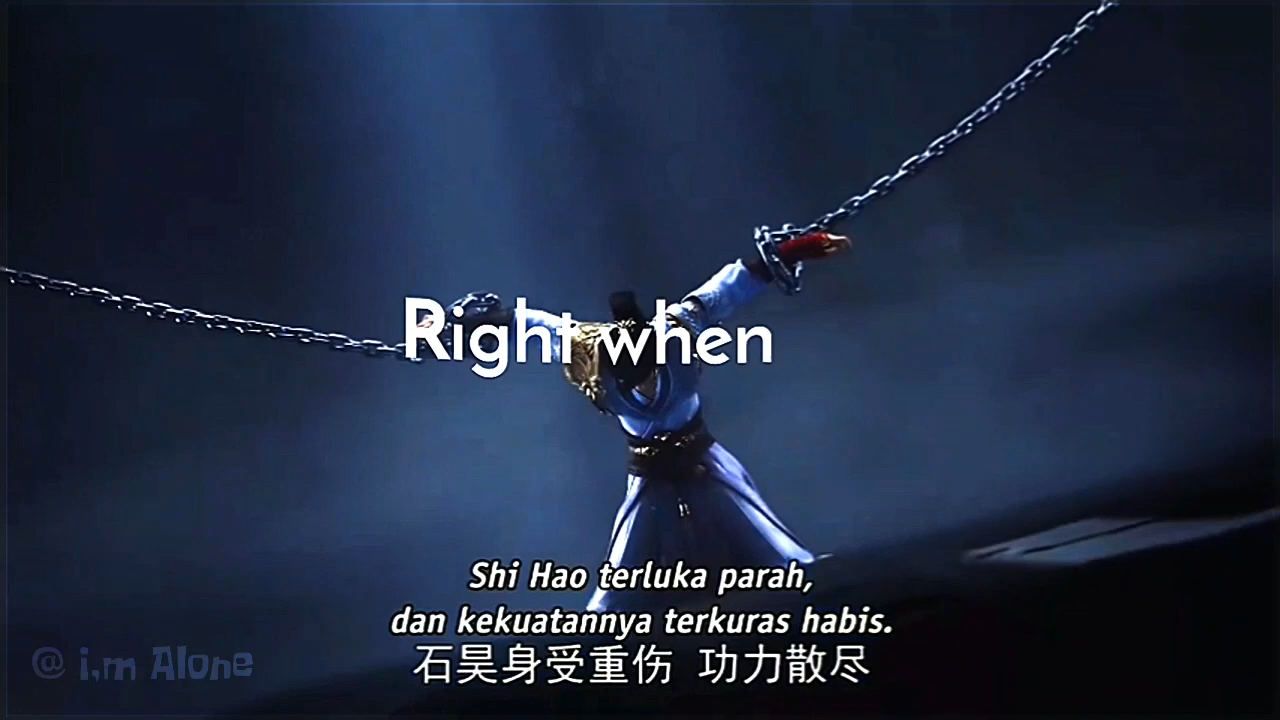 Right when
Shi Hao terluka parah,
dan kekuatannya terkuras habis.
石昊身受重伤 功力散尽
@ i,m Alone